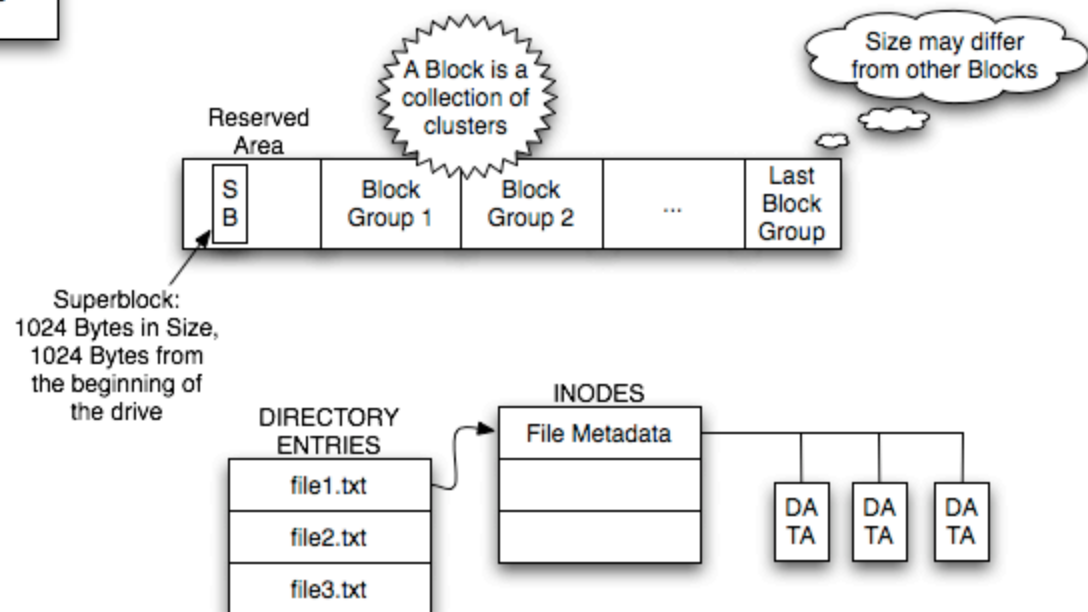 A Block is a
collection of
clusters
Size may differ
from other Blocks
Reserved
Area
S
B
Block
Group 1
Block
Group 2
...
Last
Block
Group
Superblock:
1024 Bytes in Size,
1024 Bytes from
the beginning of
the drive
DIRECTORY
ENTRIES
file1.txt
file2.txt
file3.txt
INODES
File Metadata
DA
TA
DA
TA
DA
TA